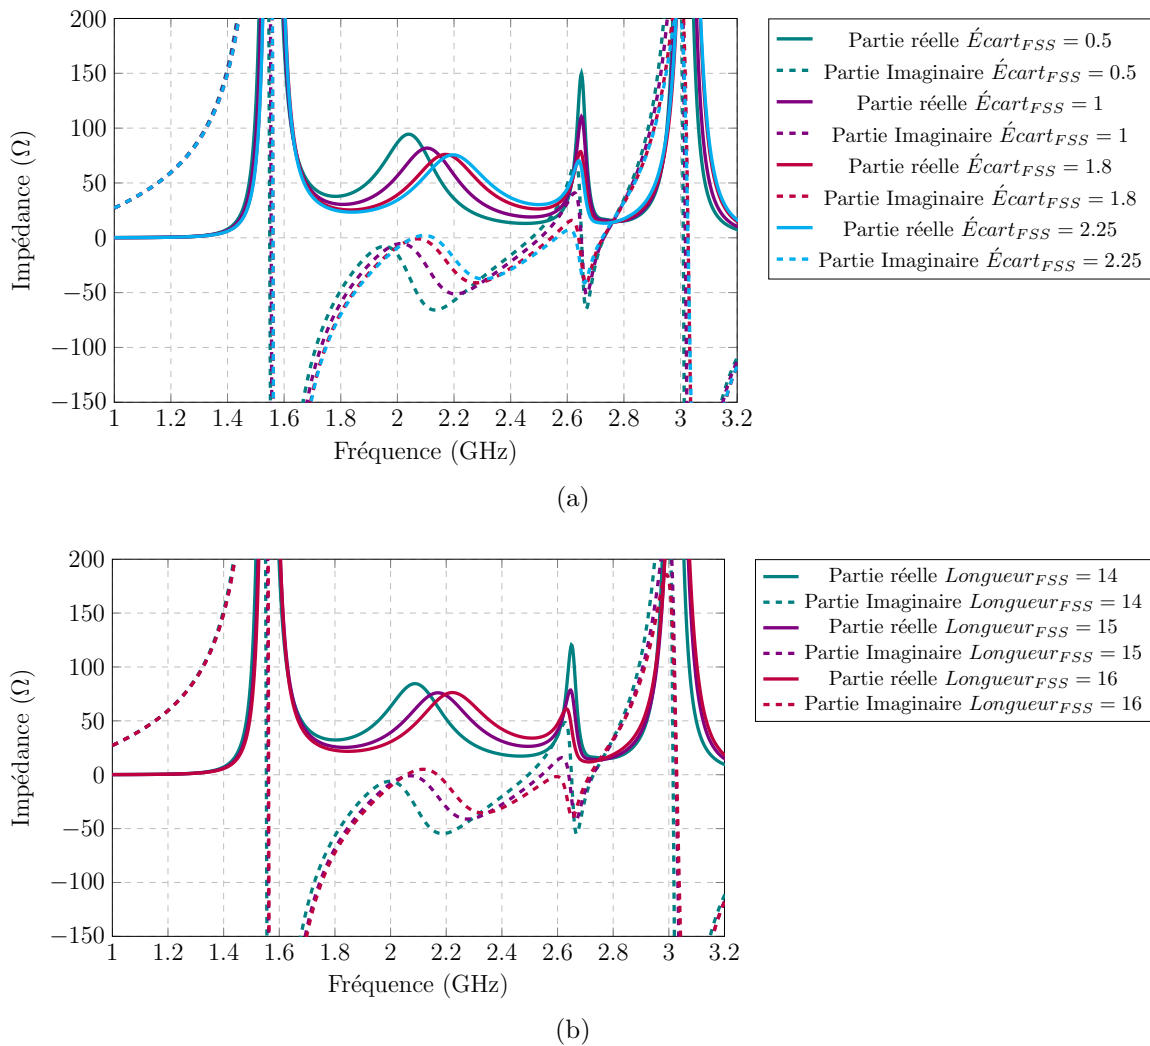 200
150
100
50
0
−50
−100
−150
1 1.2 1.4 1.6 1.8 2 2.2 2.4 2.6 2.8 3 3.2
Impédance (Ω)
Fréquence (GHz)
Partie réelle Écart_FSS = 0.5
Partie Imaginaire Écart_FSS = 0.5
Partie réelle Écart_FSS = 1
Partie Imaginaire Écart_FSS = 1
Partie réelle Écart_FSS = 1.8
Partie Imaginaire Écart_FSS = 1.8
Partie réelle Écart_FSS = 2.25
Partie Imaginaire Écart_FSS = 2.25
(a)
200
150
100
50
0
−50
−100
−150
1 1.2 1.4 1.6 1.8 2 2.2 2.4 2.6 2.8 3 3.2
Impédance (Ω)
Fréquence (GHz)
Partie réelle Longueur_FSS = 14
Partie Imaginaire Longueur_FSS = 14
Partie réelle Longueur_FSS = 15
Partie Imaginaire Longueur_FSS = 15
Partie réelle Longueur_FSS = 16
Partie Imaginaire Longueur_FSS = 16
(b)